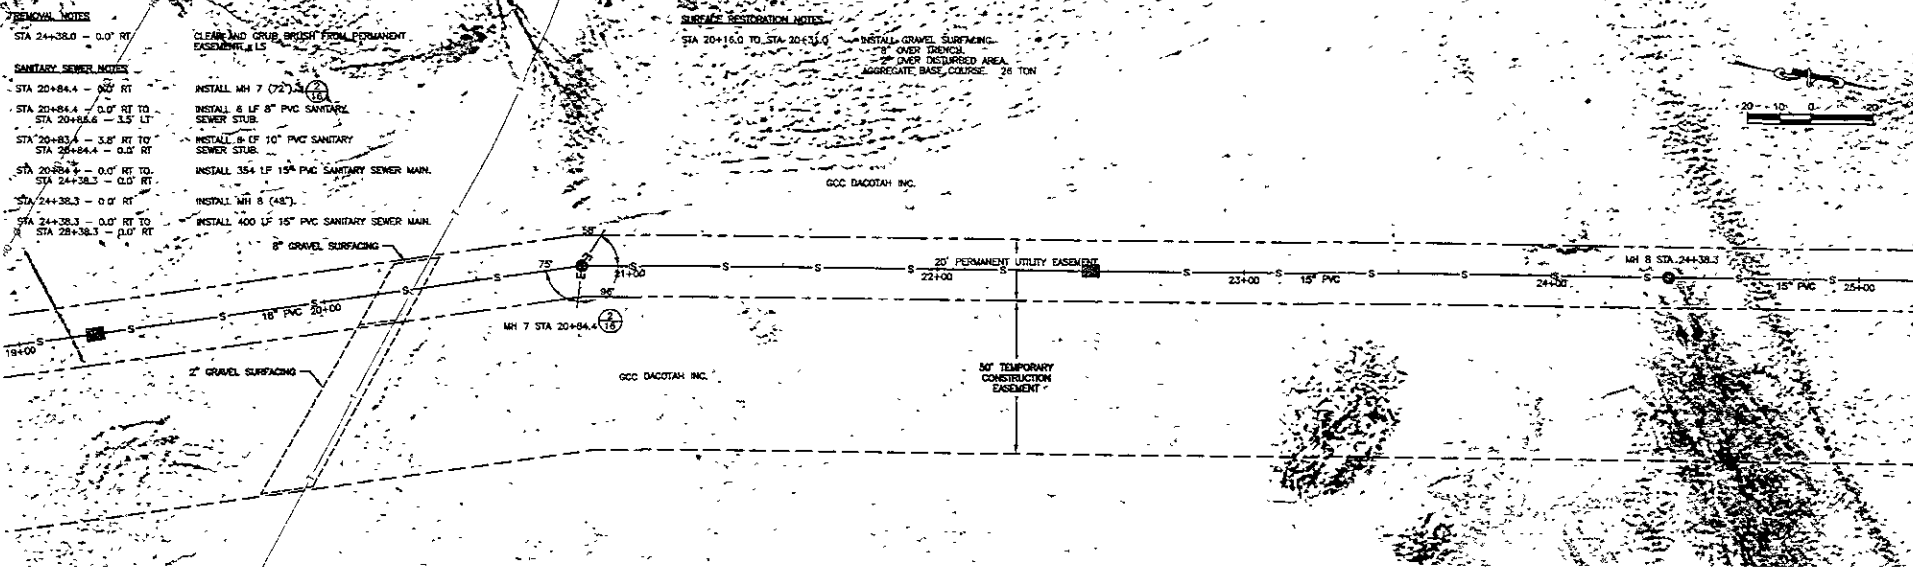 REMOVAL NOTES
STA 24+38.0 - 0.0' RT
CLEAR AND GRUB BRUSH FROM PERMANENT
EASEMENT, LS
SANITARY SEWER NOTES
STA 20+84.4 - 0.0' RT
INSTALL MH 7 (72").
2
16
STA 20+84.4 - 0.0' RT TO
STA 20+86.6 - 3.5' LT
INSTALL 6 LF 8" PVC SANITARY
SEWER STUB.
STA 20+83.4 - 3.8' RT TO
STA 20+84.4 - 0.0' RT
INSTALL 8 LF 10" PVC SANITARY
SEWER STUB.
STA 20+84.4 - 0.0' RT TO
STA 24+38.3 - 0.0' RT
INSTALL 354 LF 15" PVC SANITARY SEWER MAIN.
STA 24+38.3 - 0.0' RT
INSTALL MH 8 (48").
STA 24+38.3 - 0.0' RT TO
STA 28+38.3 - 0.0' RT
INSTALL 400 LF 15" PVC SANITARY SEWER MAIN.
SURFACE RESTORATION NOTES
STA 20+16.0 TO STA 20+31.0
INSTALL GRAVEL SURFACING.
8" OVER TRENCH.
2" OVER DISTURBED AREA.
AGGREGATE BASE COURSE. 26 TON
20 10 0 20
GCC DACOTAH INC.
8" GRAVEL SURFACING
58°
75°
96°
20' PERMANENT UTILITY EASEMENT
MH 8 STA 24+38.3
19+00
18" PVC
20+00
21+00
22+00
23+00
15" PVC
24+00
15" PVC
25+00
S S S S S S S S S S S S S S S S S
MH 7 STA 20+84.4
2
16
2" GRAVEL SURFACING
GCC DACOTAH INC.
50' TEMPORARY
CONSTRUCTION
EASEMENT